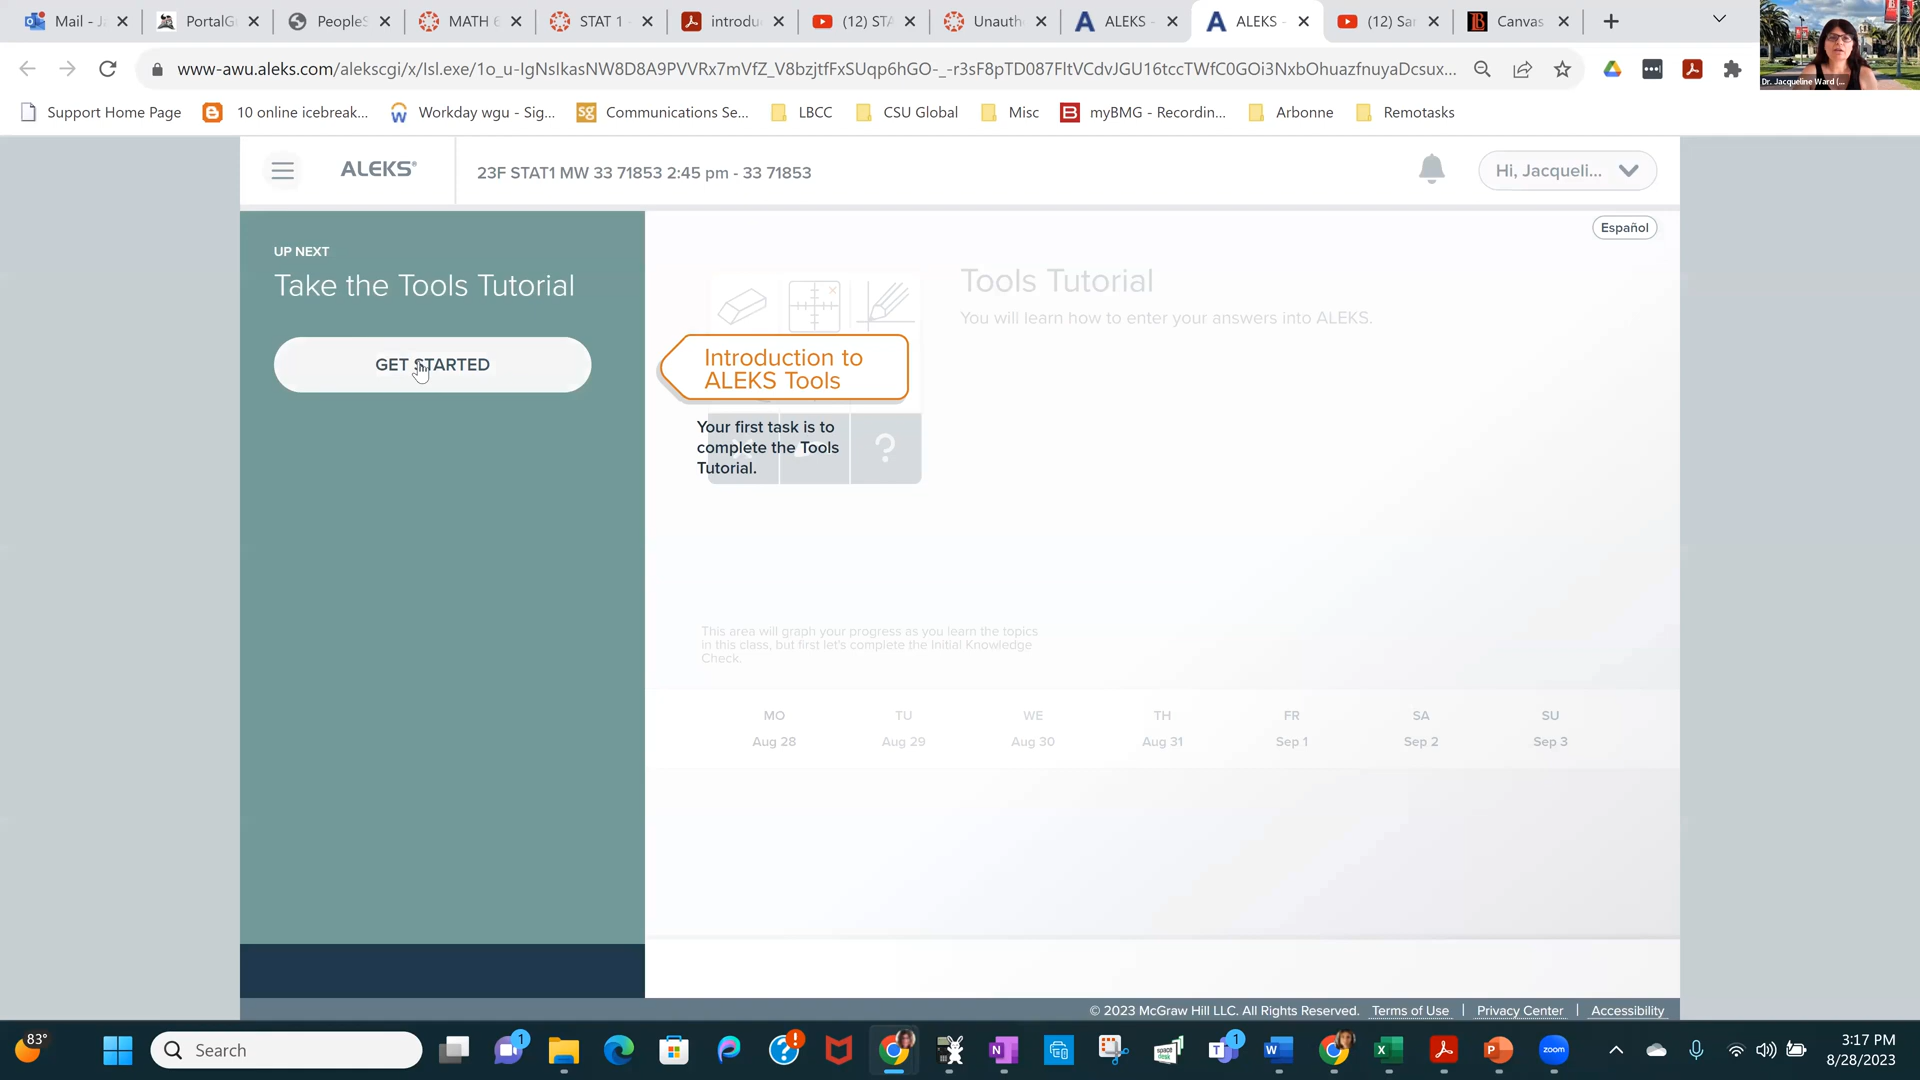 Mail - Ja
PortalGu
PeopleS
MATH 6
STAT 1 -
introduc
(12) STA
Unauth
ALEKS -
ALEKS -
(12) Sa
Canvas
www-awu.aleks.com/alekscgi/x/Isl.exe/1o_u-IgNsIkasNW8D8A9PVVRx7mVfZ_V8bzjtfFxSUqp6hGO-_-r3sF8pTD087FltVCdvJGU16tccTWfC0GOi3NxbOhuazfnuyaDcsux...
Dr. Jacqueline Ward (...
Support Home Page
10 online icebreak...
Workday wgu - Sig...
Communications Se...
LBCC
CSU Global
Misc
myBMG - Recordin...
Arbonne
Remotasks
ALEKS®
23F STAT1 MW 33 71853 2:45 pm - 33 71853
Hi, Jacqueli...
Español
UP NEXT
Take the Tools Tutorial
GET STARTED
Tools Tutorial
You will learn how to enter your answers into ALEKS.
Introduction to
ALEKS Tools
Your first task is to
complete the Tools
Tutorial.
?
This area will graph your progress as you learn the topics
in this class, but first let's complete the Initial Knowledge
Check.
MO TU WE TH FR SA SU
Aug 28 Aug 29 Aug 30 Aug 31 Sep 1 Sep 2 Sep 3
© 2023 McGraw Hill LLC. All Rights Reserved. Terms of Use | Privacy Center | Accessibility
83°
Search
1
1
zoom
3:17 PM
8/28/2023